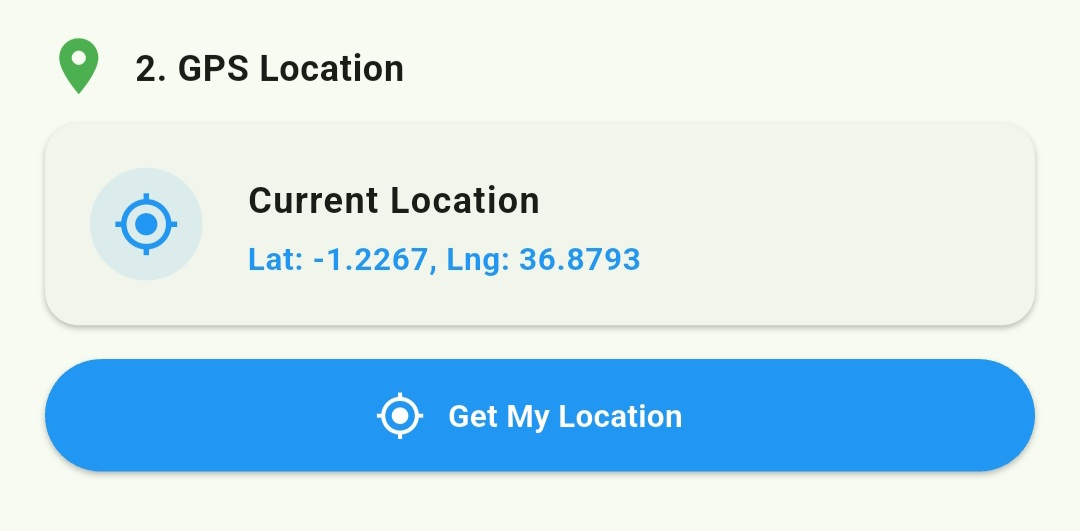 2. GPS Location
Current Location
Lat: -1.2267, Lng: 36.8793
Get My Location